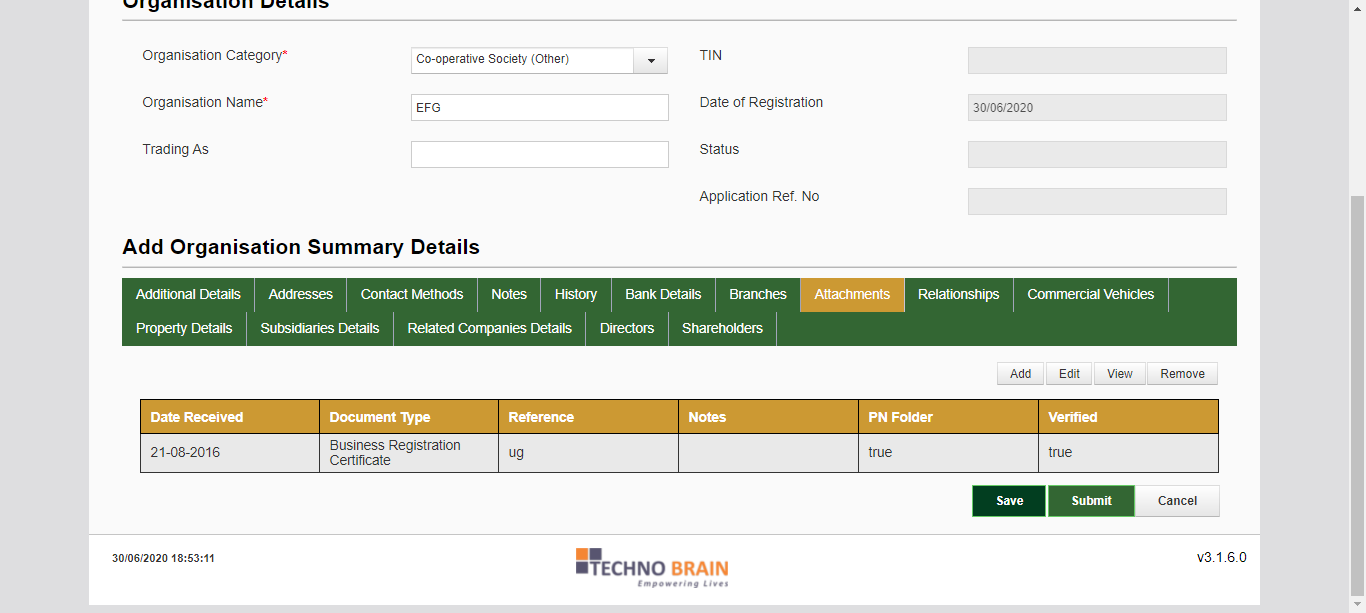 Organisation Details
Organisation Category* Co-operative Society (Other) TIN
Organisation Name* EFG Date of Registration 30/06/2020
Trading As Status
Application Ref. No
Add Organisation Summary Details
Additional Details Addresses Contact Methods Notes History Bank Details Branches Attachments Relationships Commercial Vehicles
Property Details Subsidiaries Details Related Companies Details Directors Shareholders
Add Edit View Remove
Date Received Document Type Reference Notes PN Folder Verified
21-08-2016 Business Registration Certificate ug true true
Save Submit Cancel
30/06/2020 18:53:11 TECHNO BRAIN v3.1.6.0
Empowering Lives